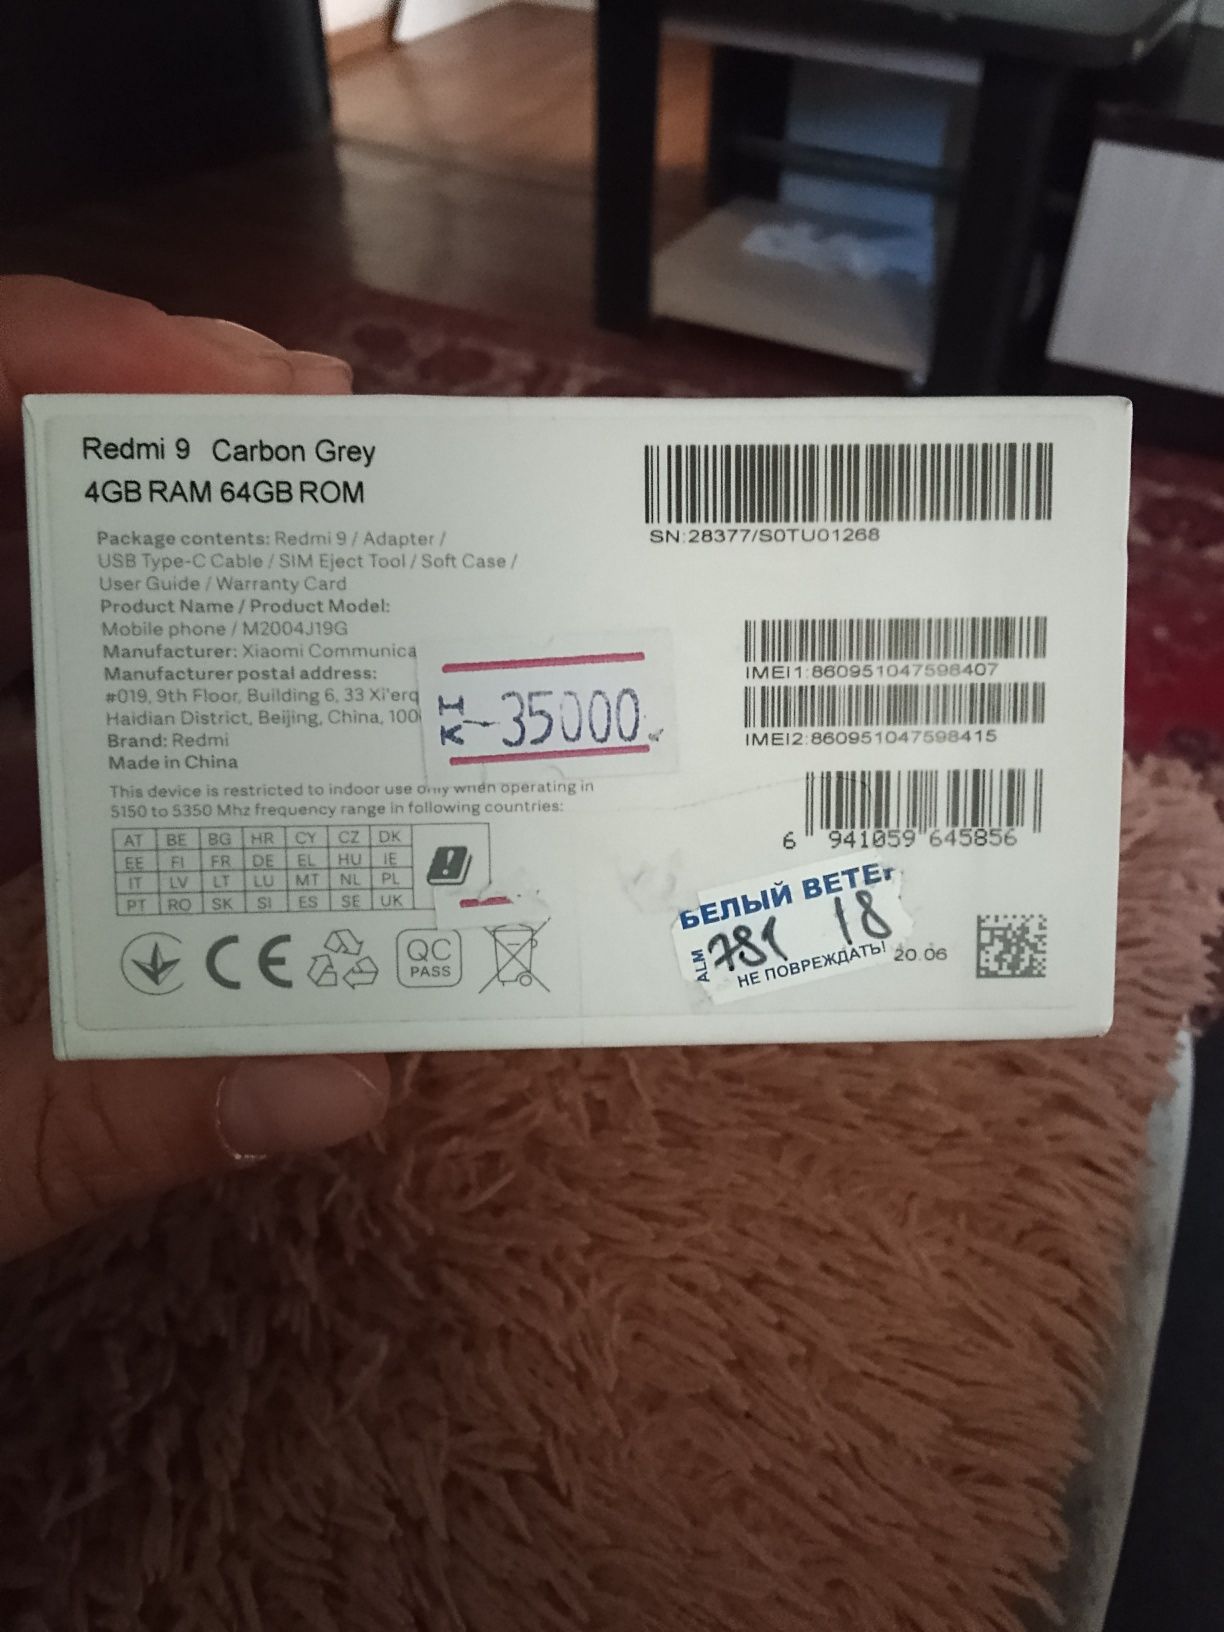 Redmi 9 Carbon Grey
4GB RAM 64GB ROM
Package contents: Redmi 9 / Adapter /
USB Type-C Cable / SIM Eject Tool / Soft Case /
User Guide / Warranty Card
Product Name / Product Model:
Mobile phone / M2004J19G
Manufacturer: Xiaomi Communica
Manufacturer postal address:
#019, 9th Floor, Building 6, 33 Xi'erq
Haidian District, Beijing, China, 100
Brand: Redmi
Made in China
This device is restricted to indoor use only when operating in
5150 to 5350 Mhz frequency range in following countries:
AT BE BG HR CY CZ DK
EE FI FR DE EL HU IE
IT LV LT LU MT NL PL
PT RO SK SI ES SE UK
CE
QC
PASS
35000
SN:28377/S0TU01268
IMEI1:860951047598407
IMEI2:860951047598415
6 941059 645856
БЕЛЫЙ ВЕТЕ
ALM 781 18
НЕ ПОВРЕЖДАТЬ!
20.06